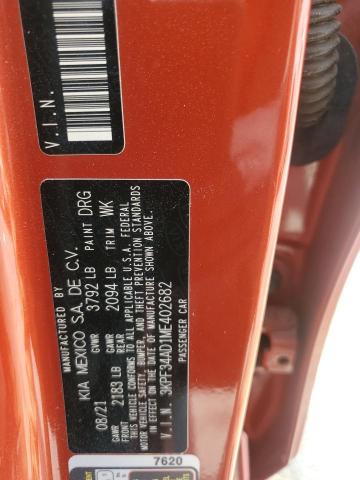 V.I.N.
MANUFACTURED BY
KIA MEXICO S.A. DE C.V.
GVWR 3792 LB PAINT DRG
08/21 GAWR FRONT 2183 LB GAWR REAR 2094 LB TRIM WK
THIS VEHICLE CONFORMS TO ALL APPLICABLE U.S.A. FEDERAL
MOTOR VEHICLE SAFETY, BUMPER, AND THEFT PREVENTION
STANDARDS IN EFFECT ON THE DATE OF MANUFACTURE SHOWN ABOVE.
V.I.N. 3KPF34AD1ME402682
PASSENGER CAR
7620